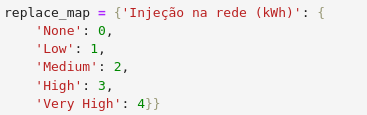 replace_map = {'Injeção na rede (kWh)': {
    'None': 0,
    'Low': 1,
    'Medium': 2,
    'High': 3,
    'Very High': 4}}